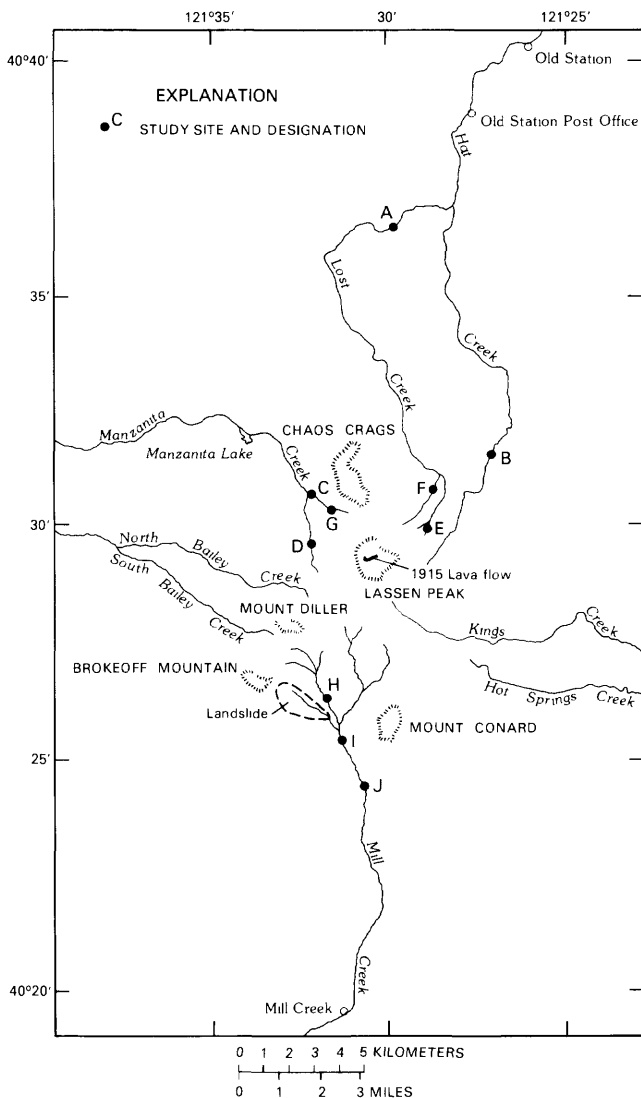 121°35'
30'
121°25'
40°40'
Old Station
EXPLANATION
C STUDY SITE AND DESIGNATION
Old Station Post Office
Hat
A
Lost
35'
Creek
Creek
Manzanita
CHAOS CRAGS
Manzanita Lake
Creek
B
C
F
G
E
30'
North
Bailey
D
South
1915 Lava flow
Bailey
Creek
LASSEN PEAK
MOUNT DILLER
Creek
Kings
Creek
BROKEOFF MOUNTAIN
H
Hot
Springs
Creek
Landslide
MOUNT CONARD
I
25'
J
Mill
Creek
40°20'
Mill Creek
0 1 2 3 4 5 KILOMETERS
0 1 2 3 MILES